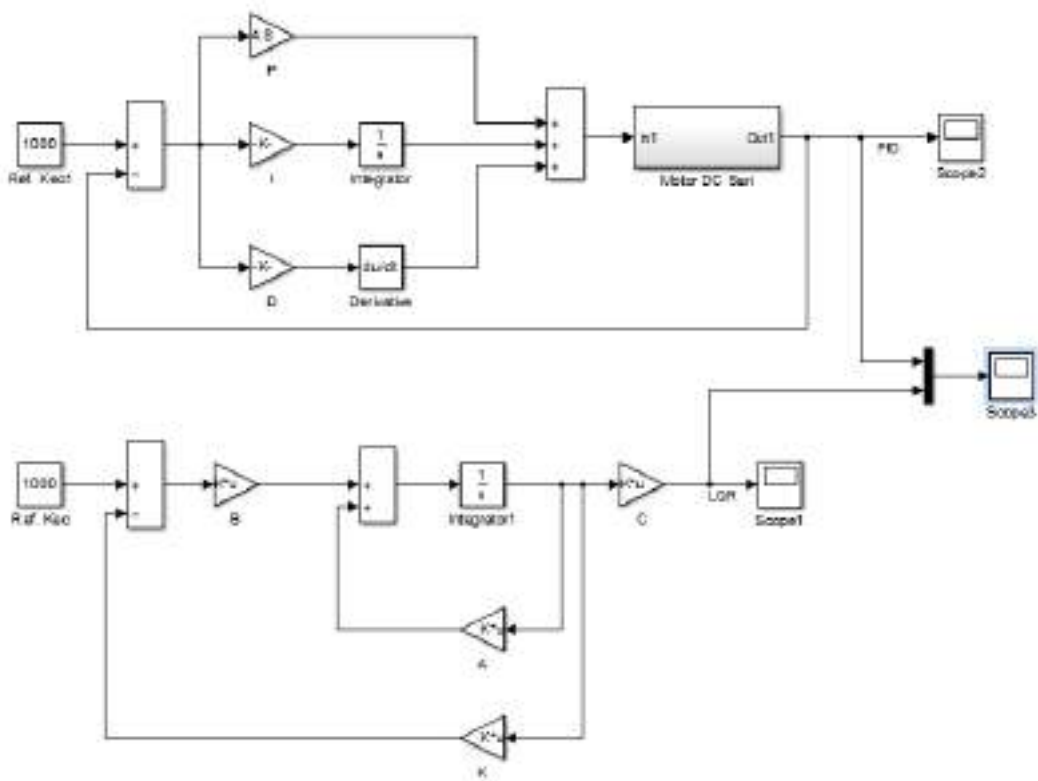 P
1000
Ref. Kec1
+
−
K-
I
1
s
Integrator
+
+
+
In1
Out1
Motor DC Seri
PID
Scope2
-K-
D
du/dt
Derivative
Scope3
1000
Ref. Kec
+
−
B
+
+
1
s
Integrator1
K*u
C
LQR
Scope1
K*u
A
K*u
K